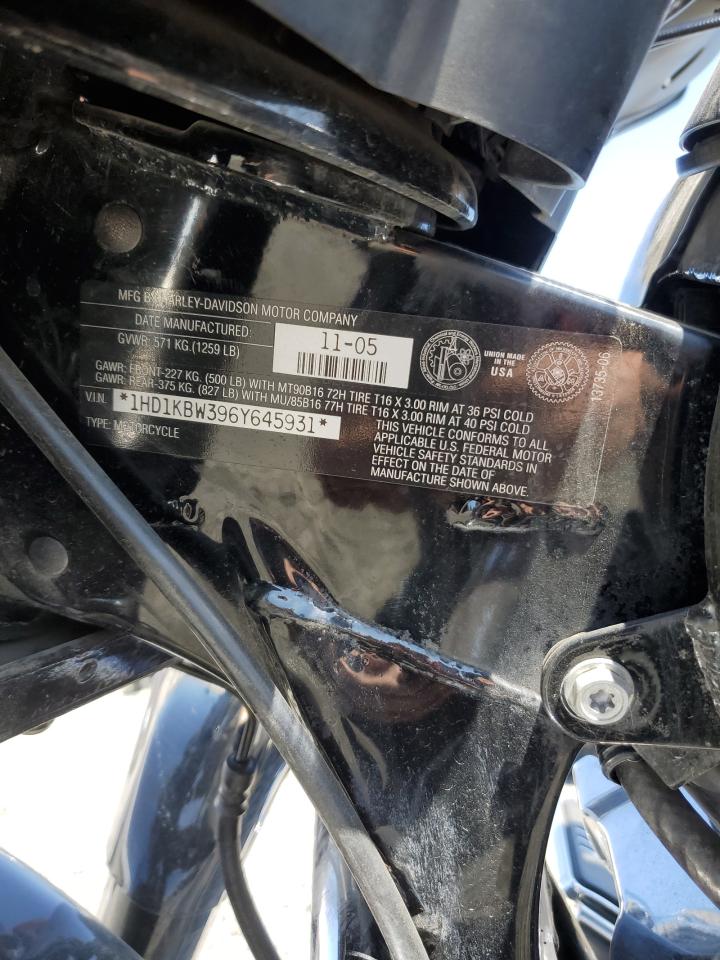 MFG BY HARLEY-DAVIDSON MOTOR COMPANY
DATE MANUFACTURED:
11-05
GVWR: 571 KG.(1259 LB)
UNION MADE
IN THE
USA
13735-06
GAWR: FRONT-227 KG. (500 LB) WITH MT90B16 72H TIRE T16 X 3.00 RIM AT 36 PSI COLD
GAWR: REAR-375 KG. (827 LB) WITH MU/85B16 77H TIRE T16 X 3.00 RIM AT 40 PSI COLD
V.I.N. *1HD1KBW396Y645931*
TYPE: MOTORCYCLE
THIS VEHICLE CONFORMS TO ALL
APPLICABLE U.S. FEDERAL MOTOR
VEHICLE SAFETY STANDARDS IN
EFFECT ON THE DATE OF
MANUFACTURE SHOWN ABOVE.